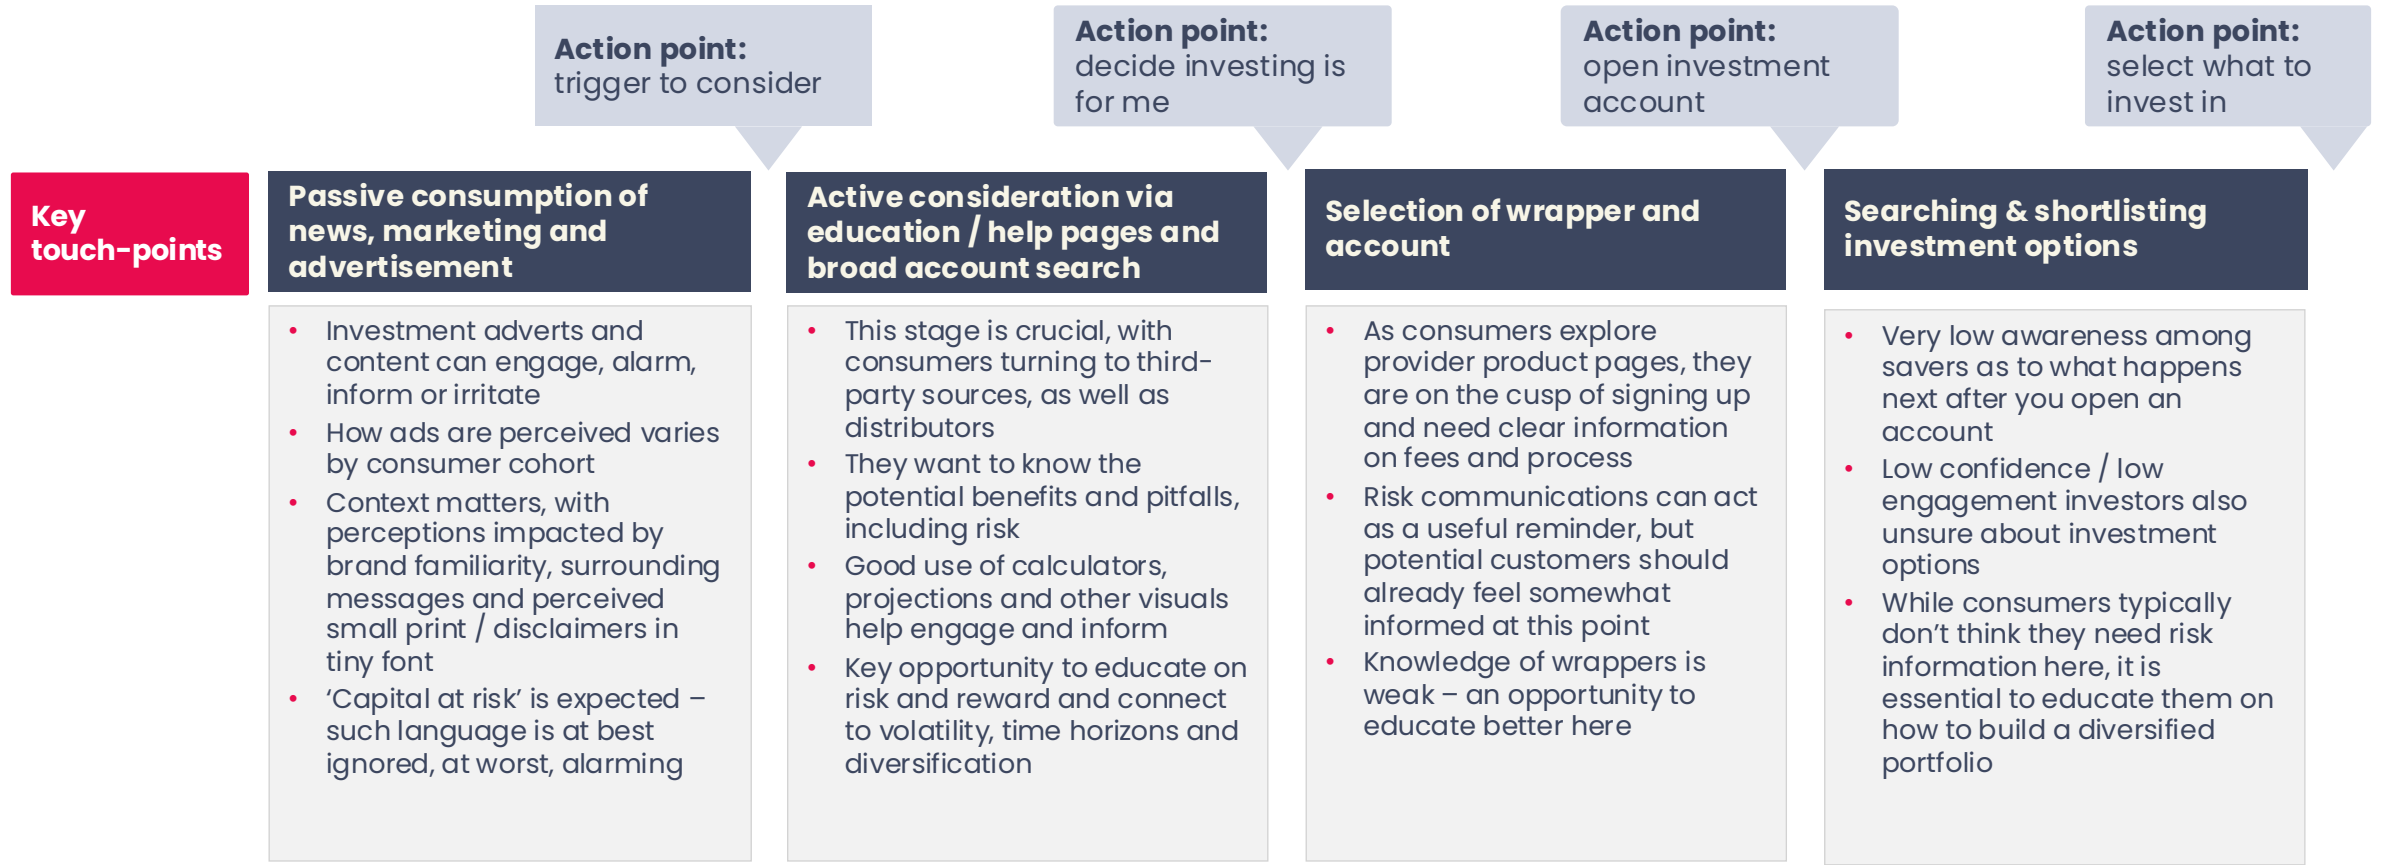 Action point:
trigger to consider
Action point:
decide investing is
for me
Action point:
open investment
account
Action point:
select what to
invest in
Key
touch-points
Passive consumption of
news, marketing and
advertisement
Active consideration via
education / help pages and
broad account search
Selection of wrapper and
account
Searching & shortlisting
investment options
• Investment adverts and
content can engage, alarm,
inform or irritate
• How ads are perceived varies
by consumer cohort
• Context matters, with
perceptions impacted by
brand familiarity, surrounding
messages and perceived
small print / disclaimers in
tiny font
• ‘Capital at risk’ is expected –
such language is at best
ignored, at worst, alarming
• This stage is crucial, with
consumers turning to third-
party sources, as well as
distributors
• They want to know the
potential benefits and pitfalls,
including risk
• Good use of calculators,
projections and other visuals
help engage and inform
• Key opportunity to educate on
risk and reward and connect
to volatility, time horizons and
diversification
• As consumers explore
provider product pages, they
are on the cusp of signing up
and need clear information
on fees and process
• Risk communications can act
as a useful reminder, but
potential customers should
already feel somewhat
informed at this point
• Knowledge of wrappers is
weak – an opportunity to
educate better here
• Very low awareness among
savers as to what happens
next after you open an
account
• Low confidence / low
engagement investors also
unsure about investment
options
• While consumers typically
don’t think they need risk
information here, it is
essential to educate them on
how to build a diversified
portfolio